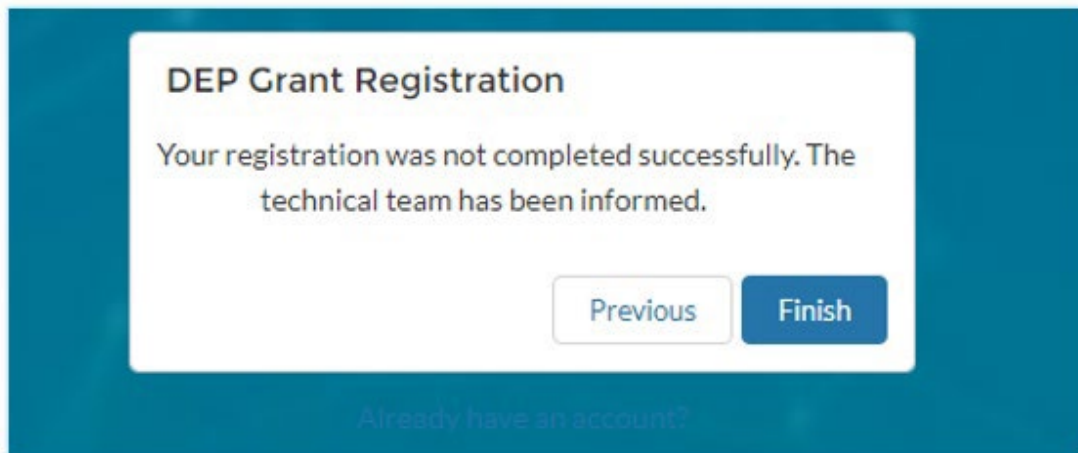 DEP Grant Registration
Your registration was not completed successfully. The
technical team has been informed.
Previous Finish
Already have an account?